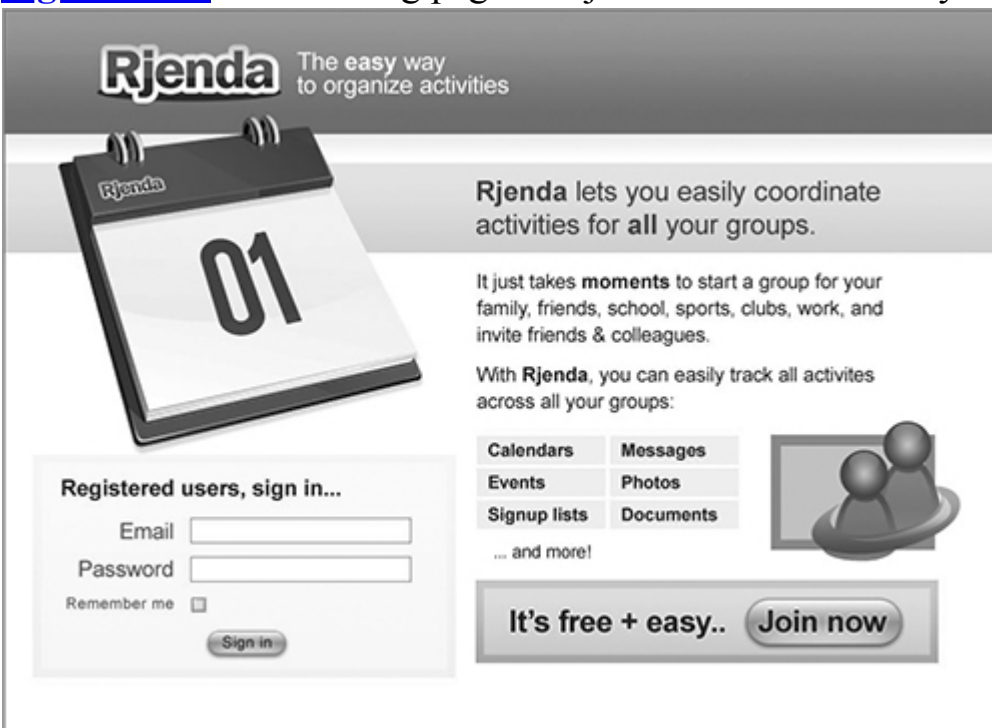 Rjenda
The easy way
to organize activities
Rjenda
01
Rjenda lets you easily coordinate
activities for all your groups.
It just takes moments to start a group for your
family, friends, school, sports, clubs, work, and
invite friends & colleagues.
With Rjenda, you can easily track all activites
across all your groups:
Calendars Messages
Events Photos
Signup lists Documents
... and more!
Registered users, sign in...
Email
Password
Remember me
Sign in
It's free + easy.. Join now